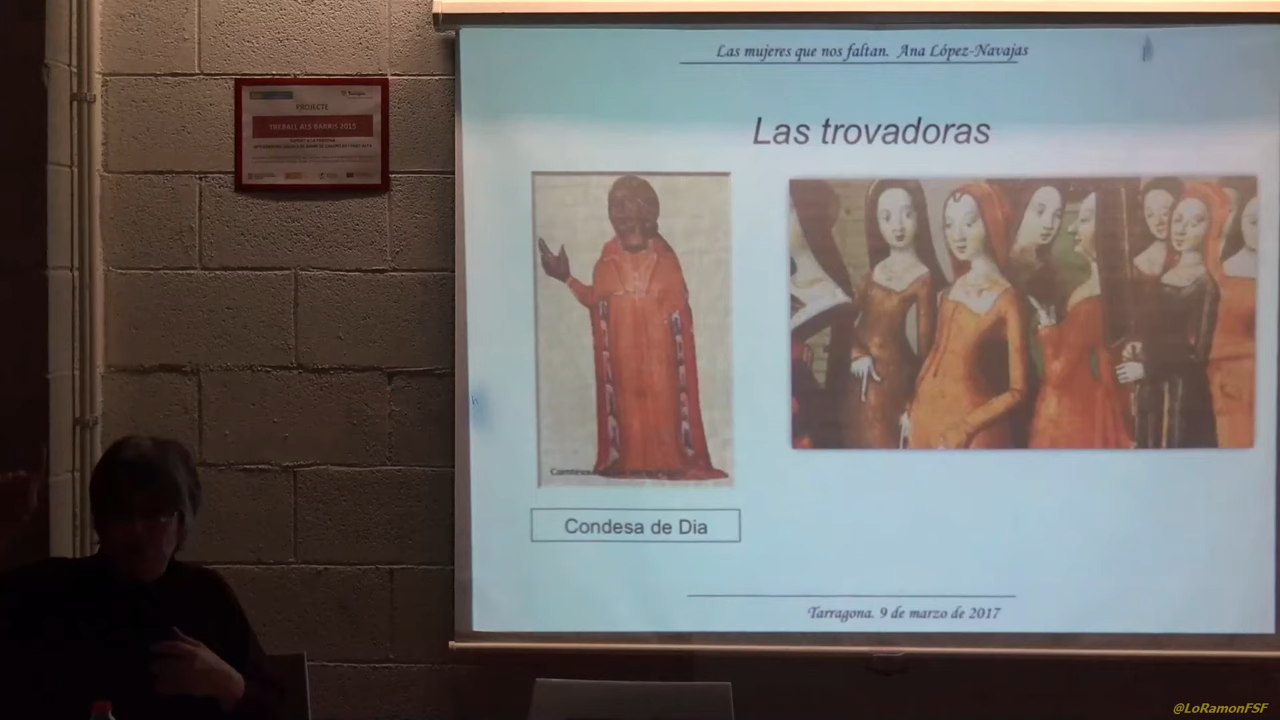 Las mujeres que nos faltan. Ana López-Navajas
PROJECTE
TREBALL ALS BARRIS 2015
Las trovadoras
Condesa de Dia
Tarragona. 9 de marzo de 2017
@LoRamonFSF